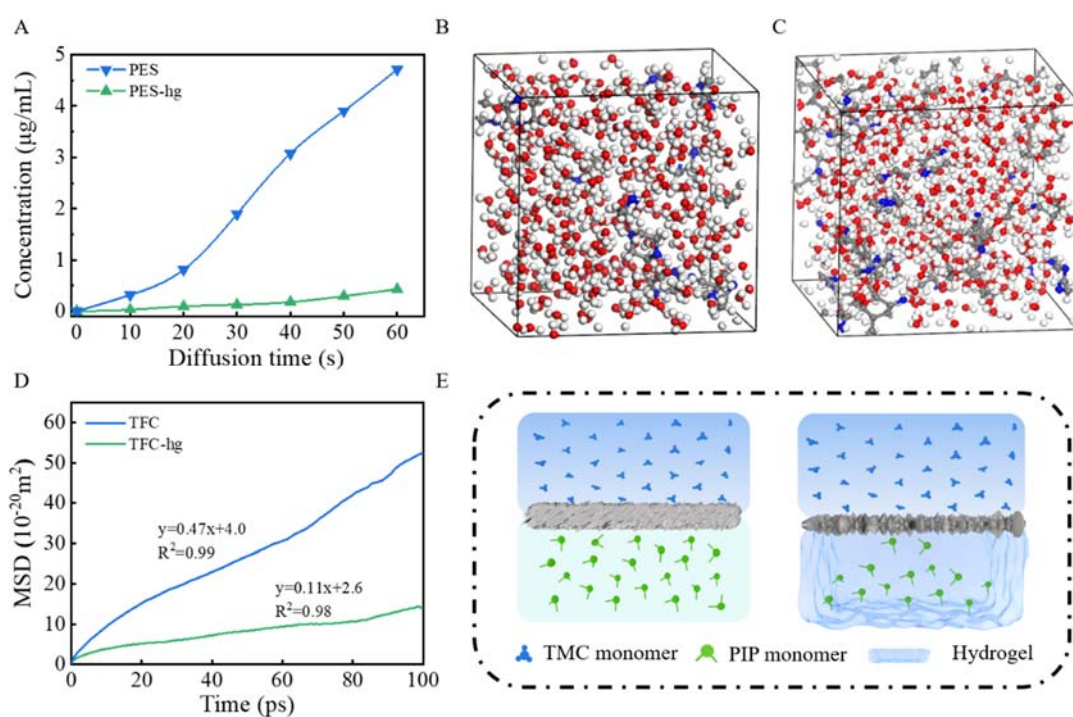 A
PES
PES-hg
Concentration (μg/mL)
5
4
3
2
1
0
0 10 20 30 40 50 60
Diffusion time (s)
B
C
D
TFC
TFC-hg
MSD (10⁻²⁰m²)
60
50
40
30
20
10
0
y=0.47x+4.0
R²=0.99
y=0.11x+2.6
R²=0.98
0 20 40 60 80 100
Time (ps)
E
TMC monomer PIP monomer Hydrogel